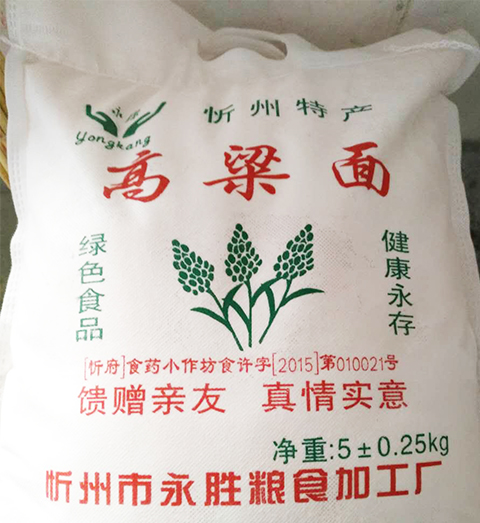 永康
Yongkang
忻州特产
高梁面
绿色食品
健康永存
[忻府]食药小作坊食许字[2015]第010021号
馈赠亲友 真情实意
净重:5±0.25kg
忻州市永胜粮食加工厂